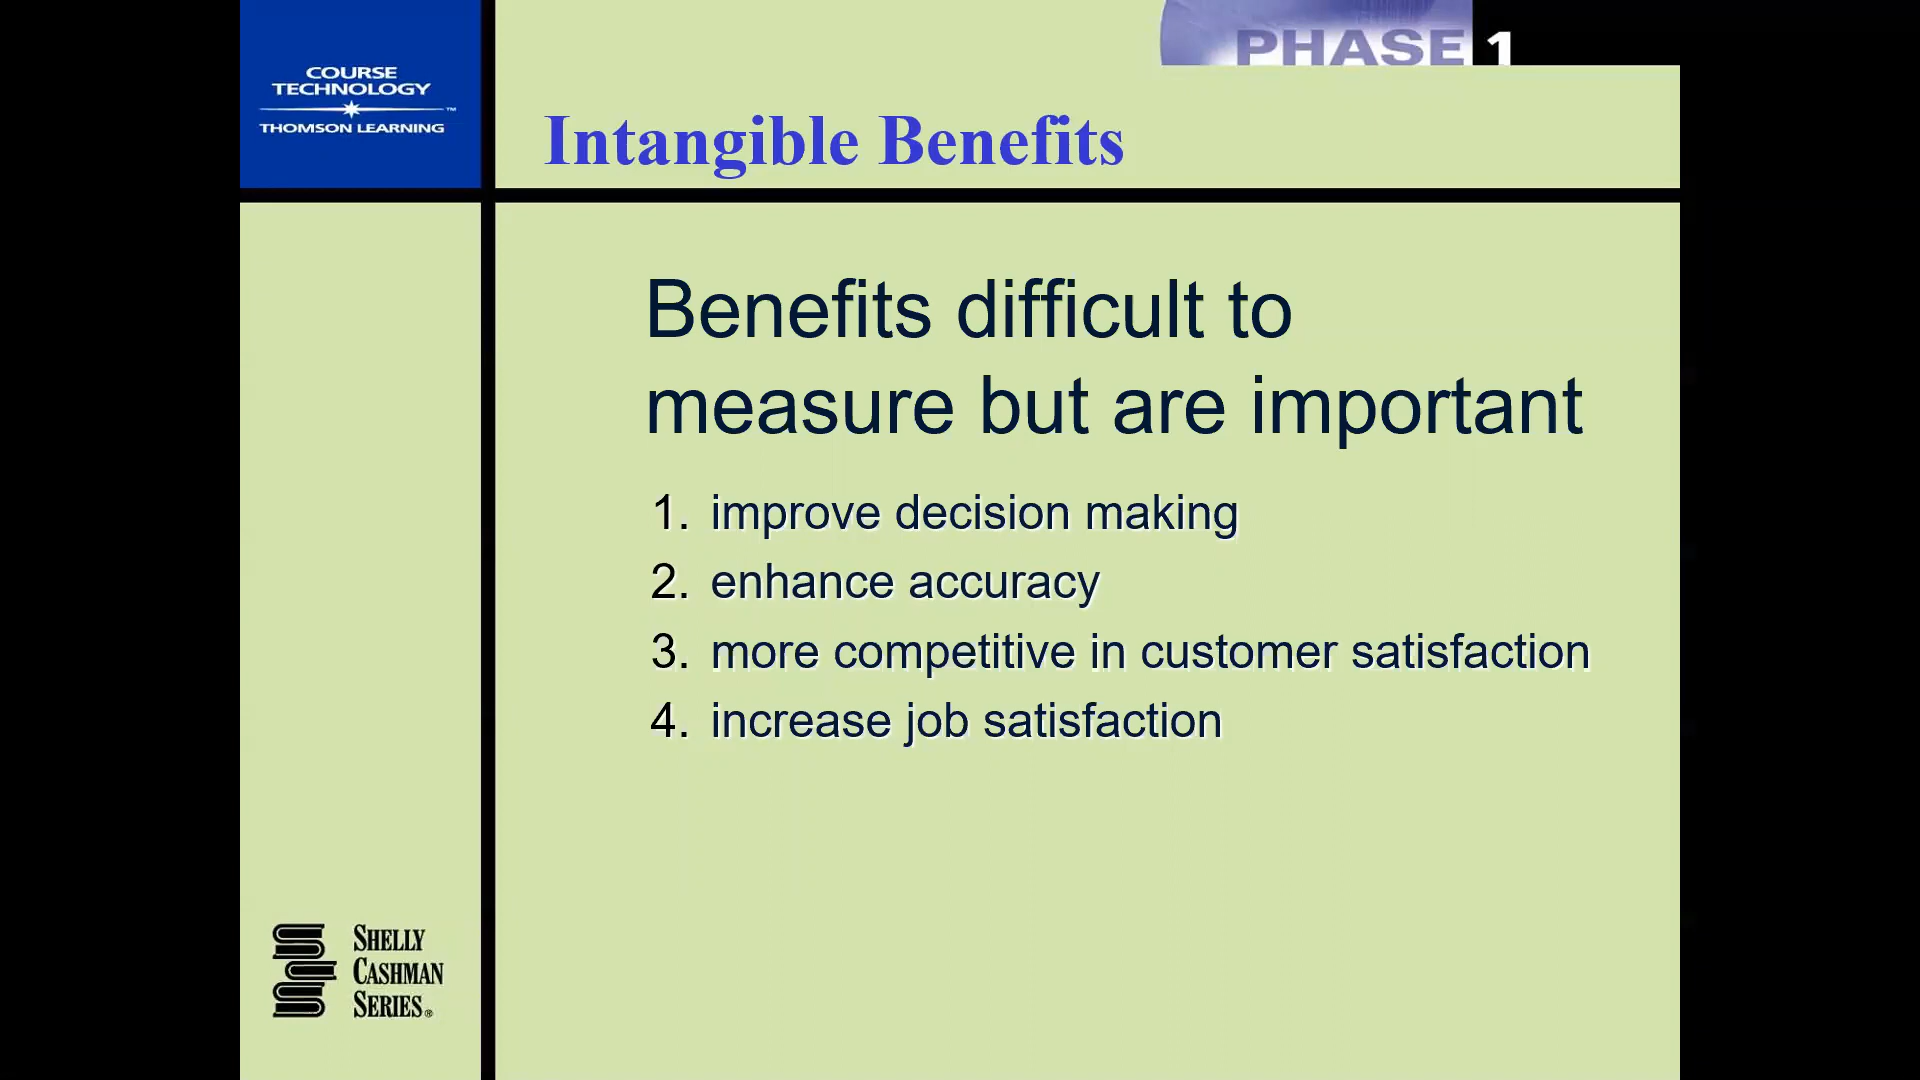 COURSE
TECHNOLOGY
™
THOMSON LEARNING
PHASE 1
Intangible Benefits
Benefits difficult to
measure but are important
1. improve decision making
2. enhance accuracy
3. more competitive in customer satisfaction
4. increase job satisfaction
SHELLY
CASHMAN
SERIES®